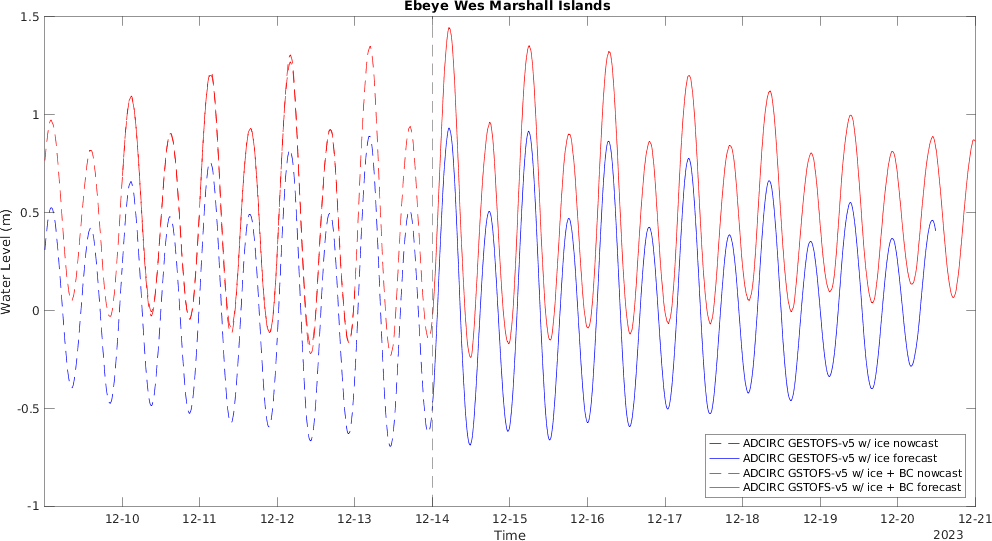 Ebeye Wes Marshall Islands
1.5
1
0.5
0
-0.5
-1
Water Level (m)
12-10
12-11
12-12
12-13
12-14
12-15
12-16
12-17
12-18
12-19
12-20
12-21
Time
2023
ADCIRC GESTOFS-v5 w/ ice nowcast
ADCIRC GESTOFS-v5 w/ ice forecast
ADCIRC GSTOFS-v5 w/ ice + BC nowcast
ADCIRC GSTOFS-v5 w/ ice + BC forecast